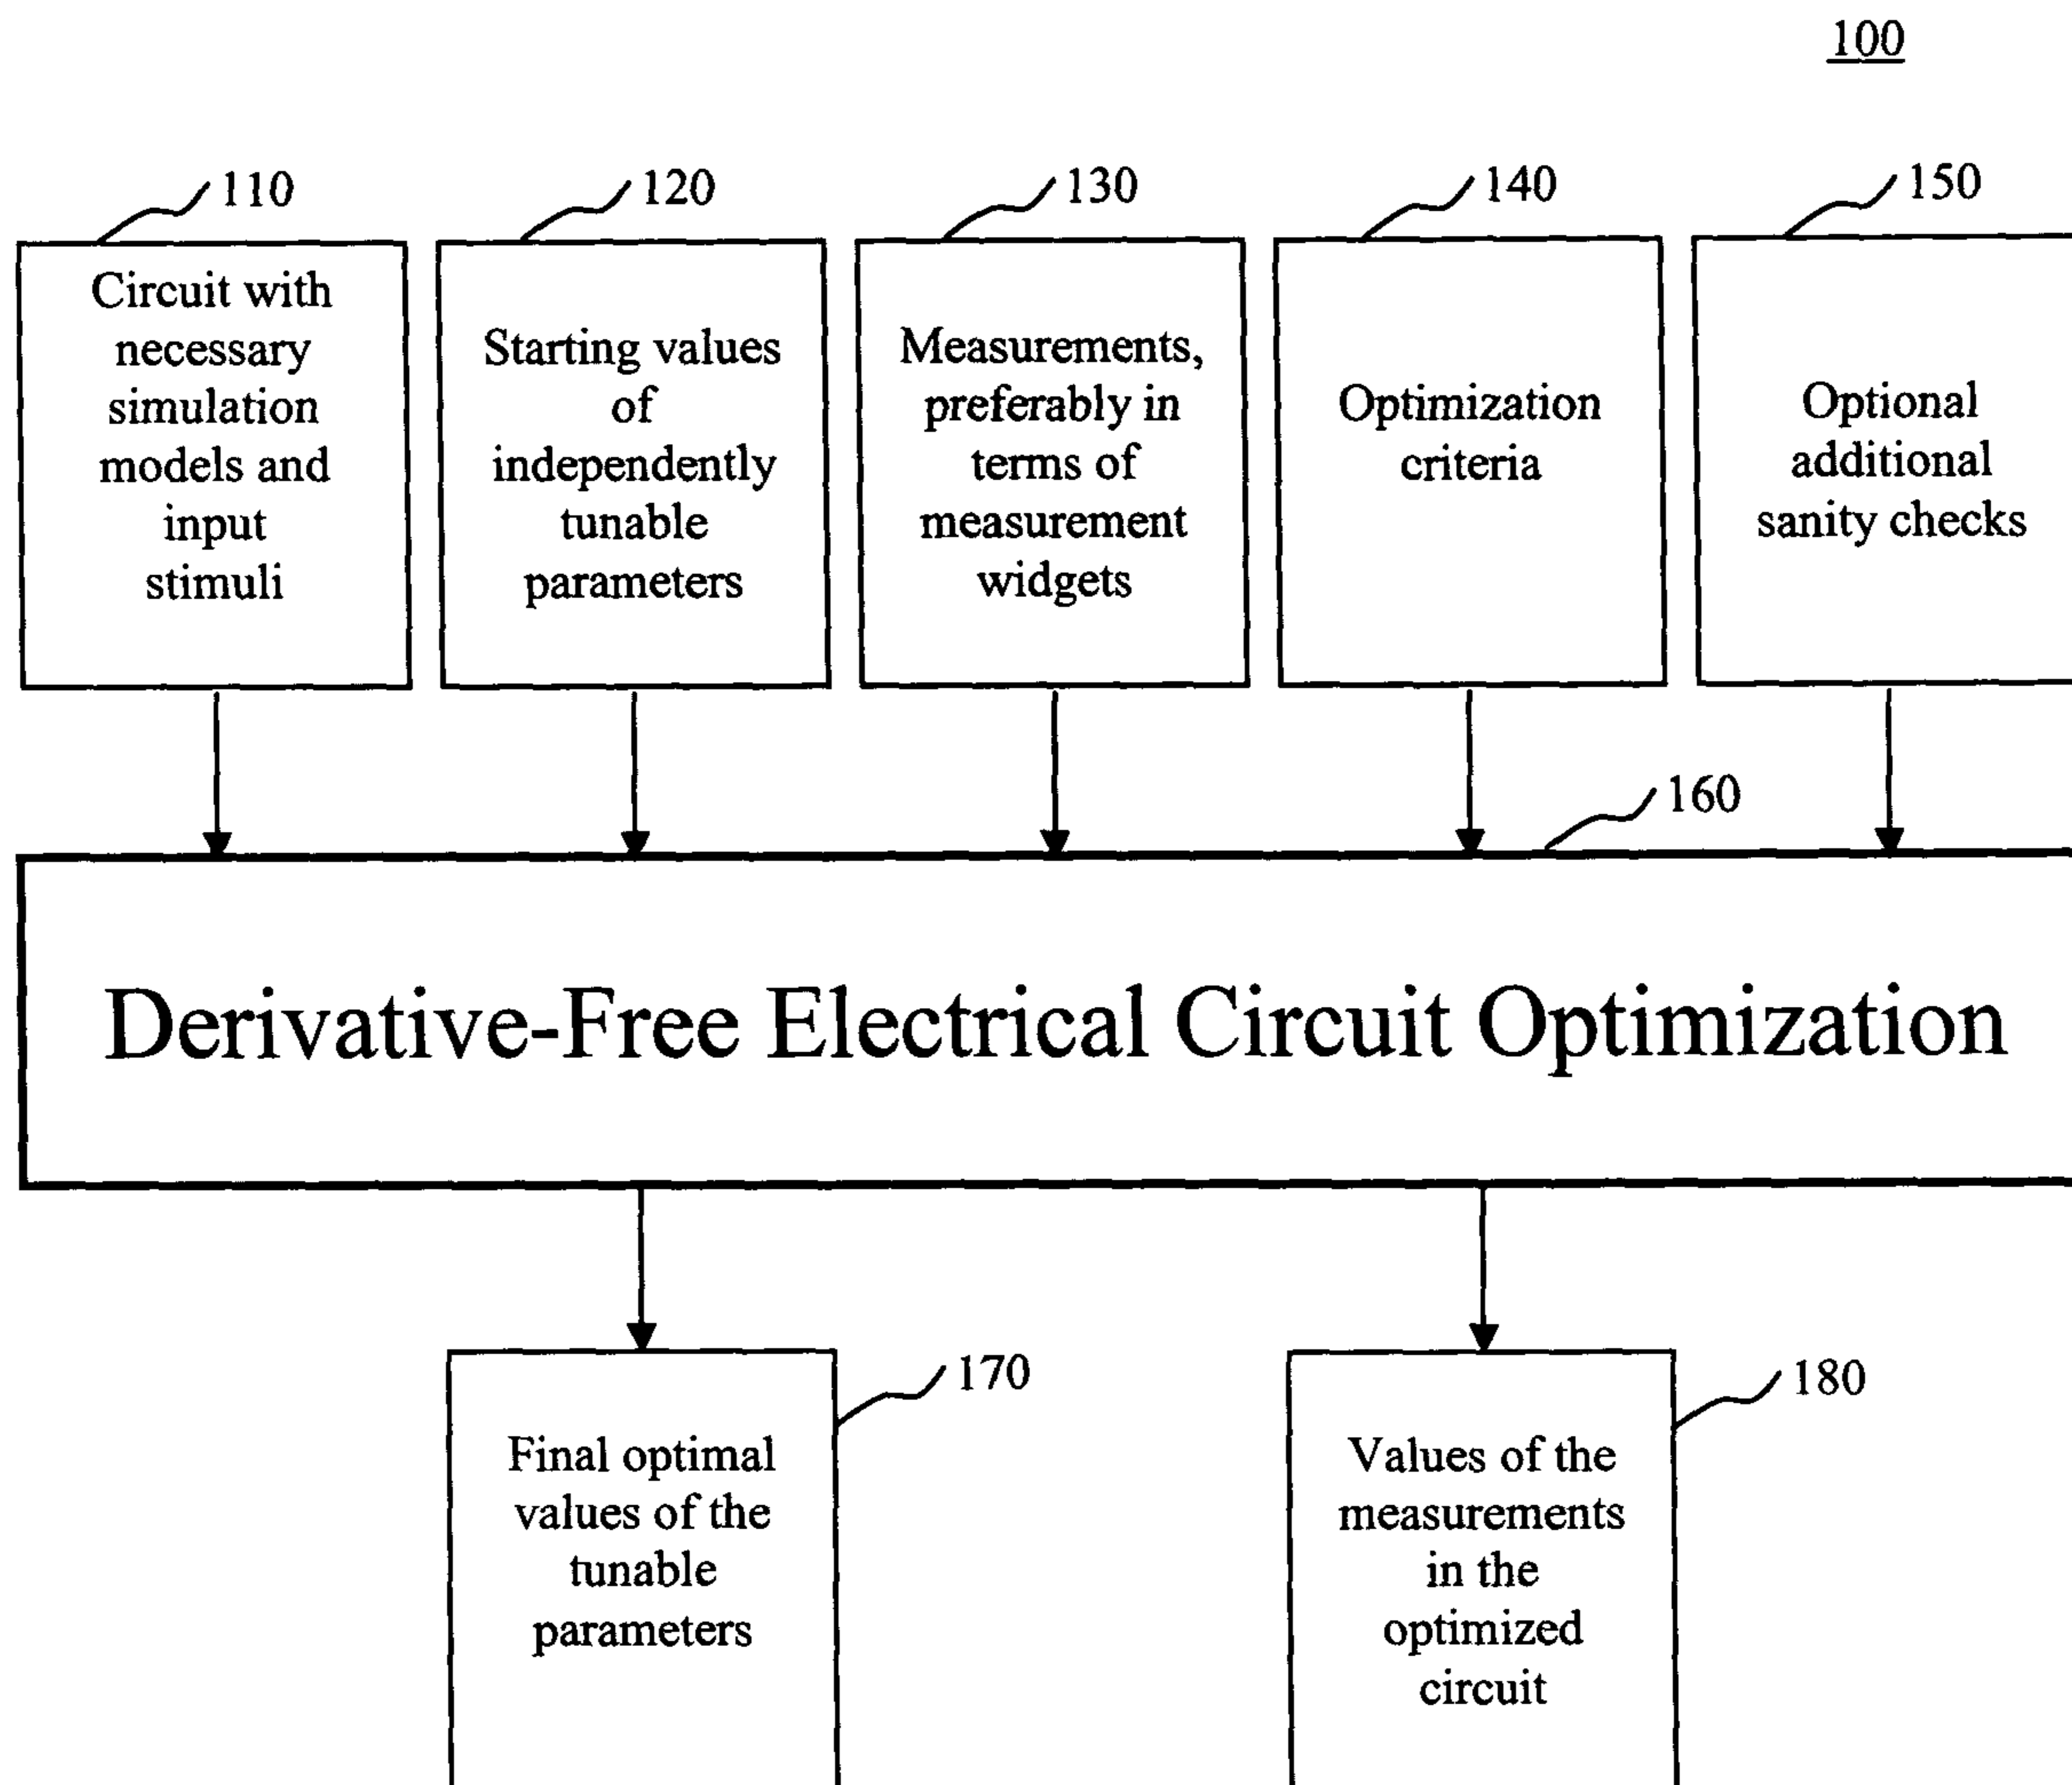 100
110
Circuit with
necessary
simulation
models and
input
stimuli
120
Starting values
of
independently
tunable
parameters
130
Measurements,
preferably in
terms of
measurement
widgets
140
Optimization
criteria
150
Optional
additional
sanity checks
160
Derivative-Free Electrical Circuit Optimization
170
Final optimal
values of the
tunable
parameters
180
Values of the
measurements
in the
optimized
circuit